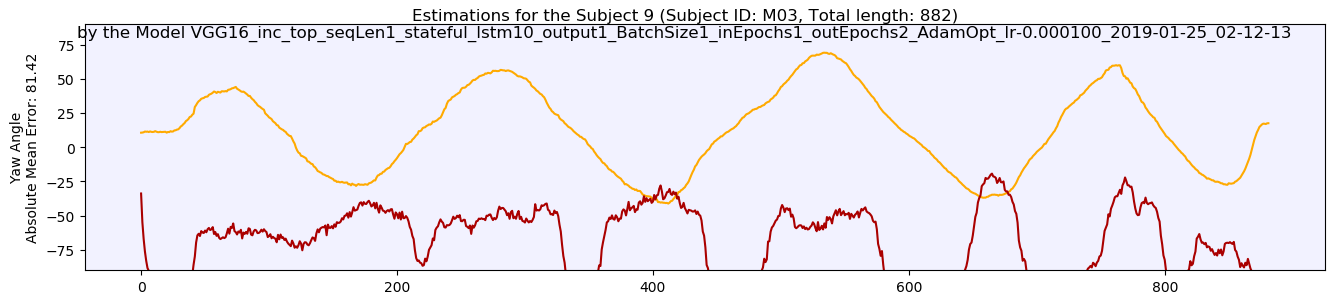 Estimations for the Subject 9 (Subject ID: M03, Total length: 882)
by the Model VGG16_inc_top_seqLen1_stateful_lstm10_output1_BatchSize1_inEpochs1_outEpochs2_AdamOpt_lr-0.000100_2019-01-25_02-12-13
Yaw Angle
Absolute Mean Error: 81.42
75
50
25
0
−25
−50
−75
0 200 400 600 800